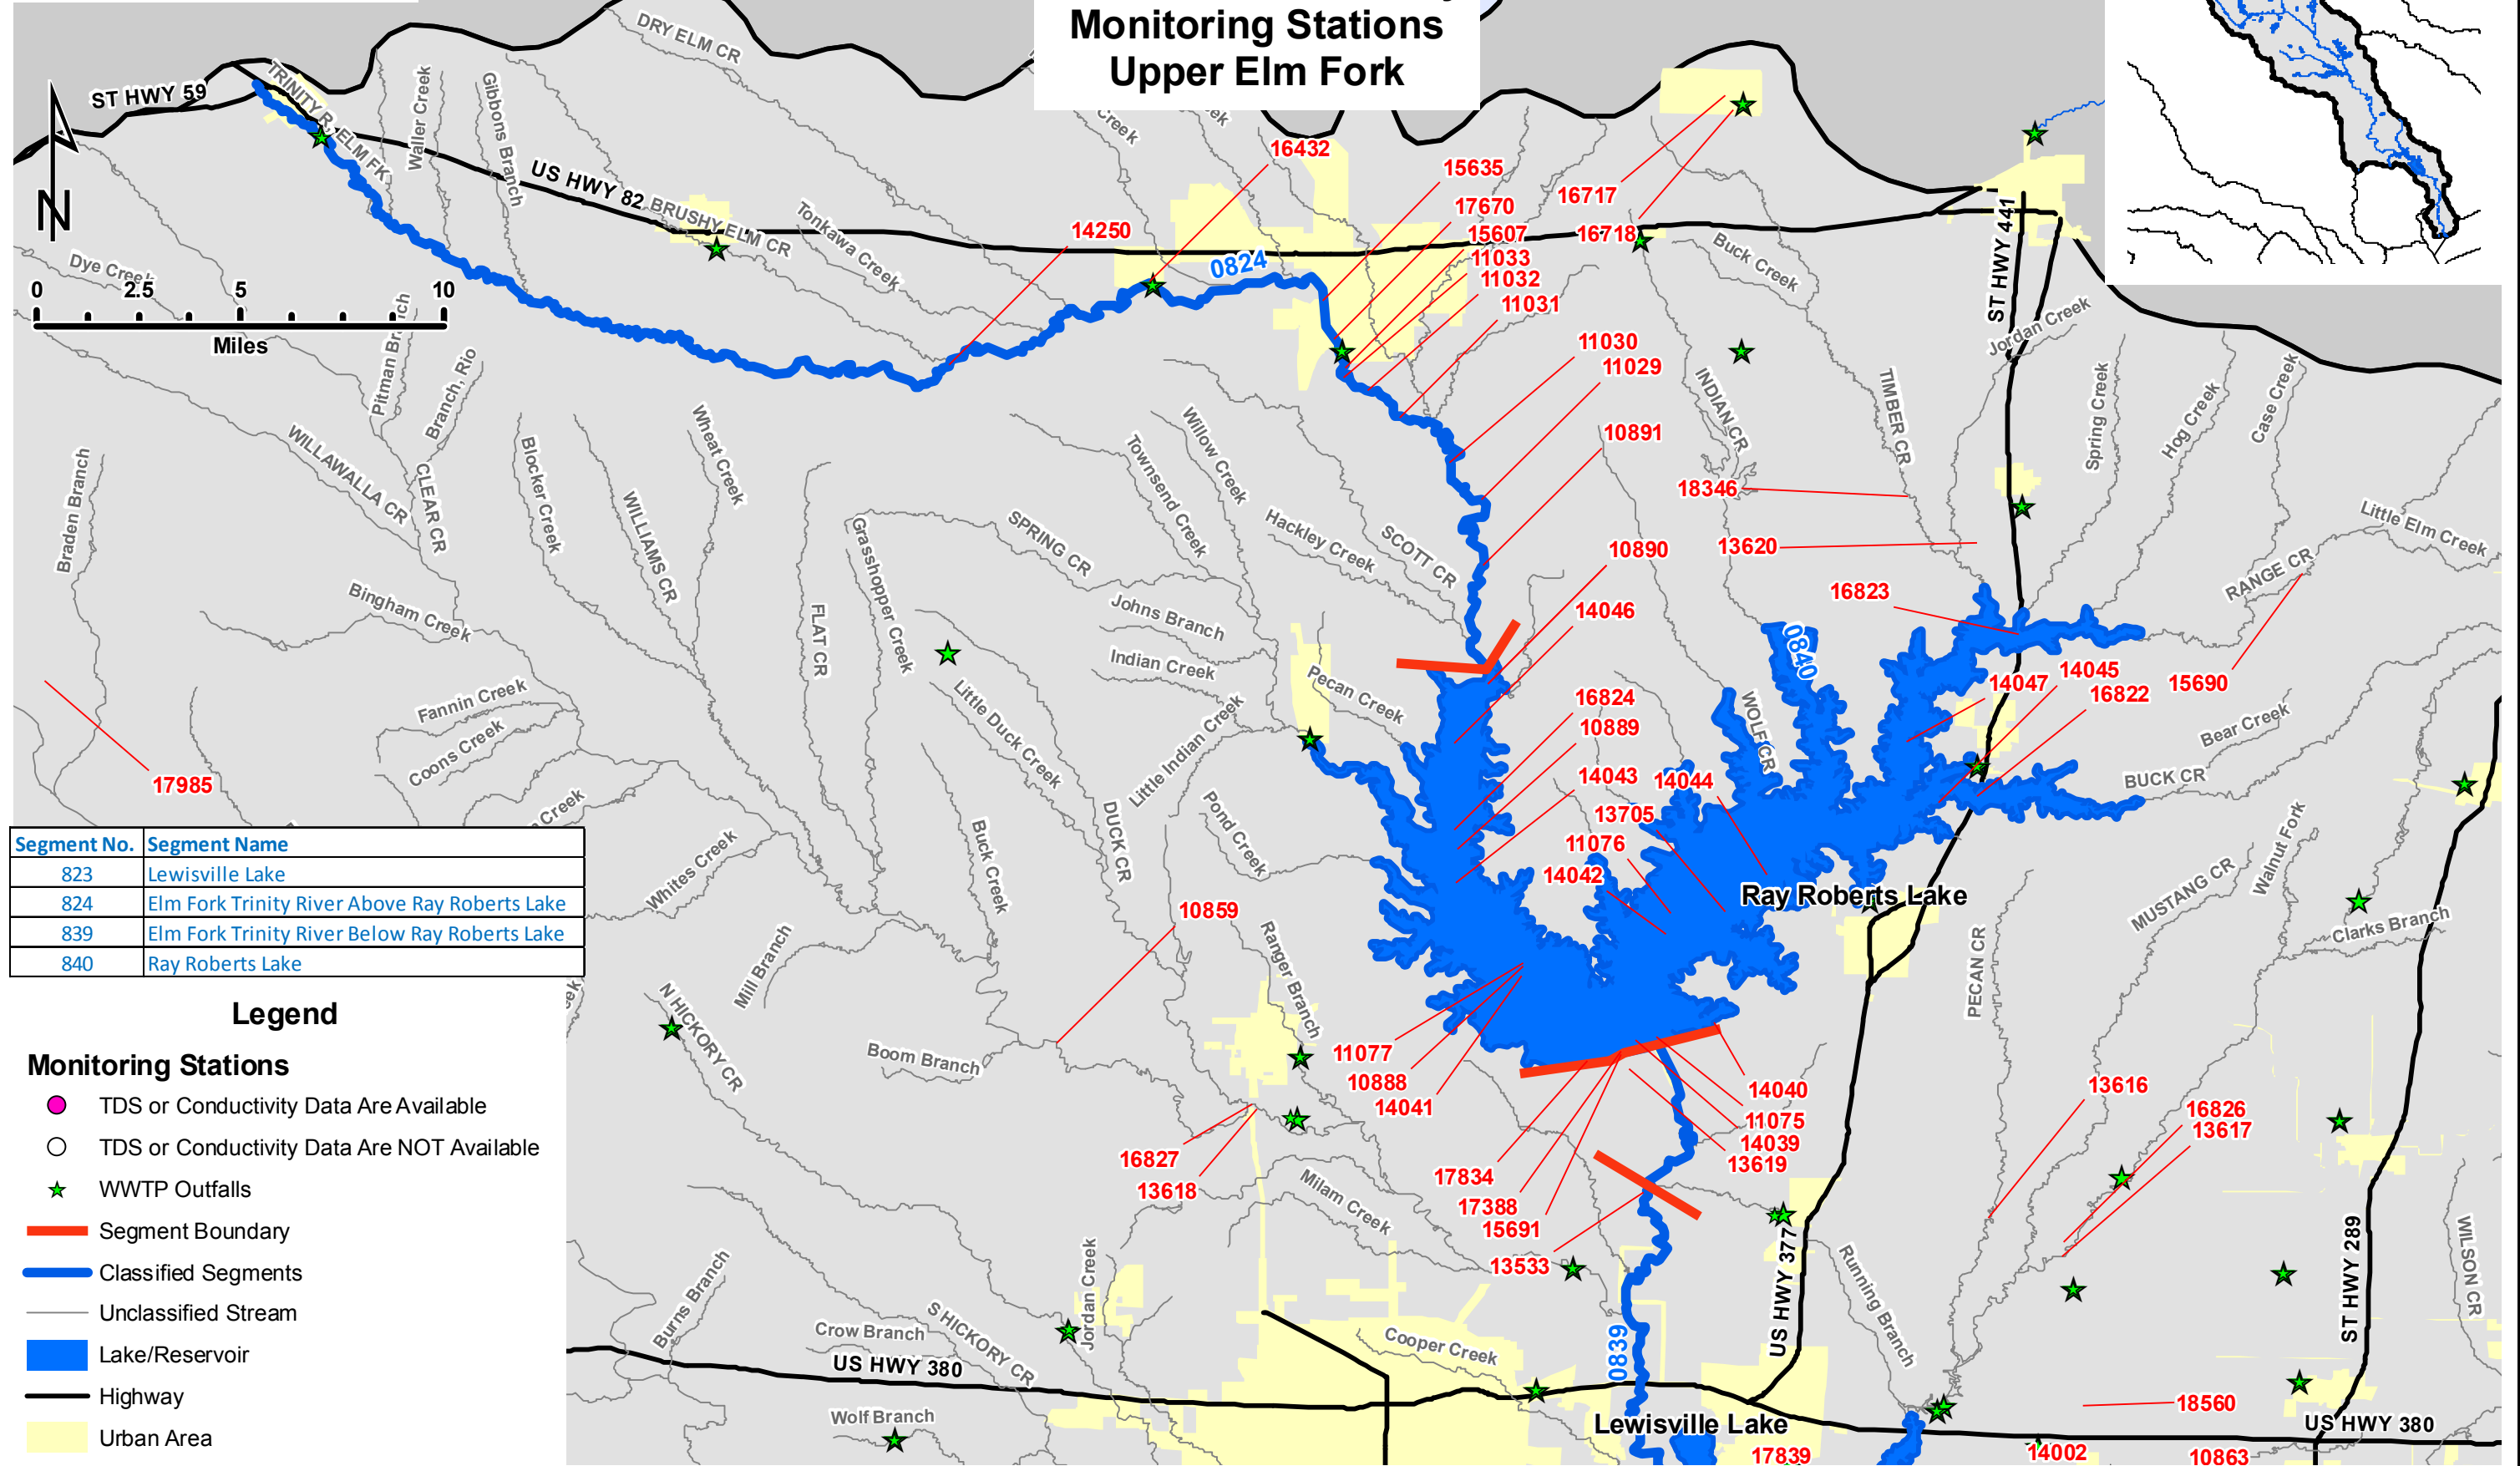 Monitoring Stations
Upper Elm Fork
DRY ELM CR
ST HWY 59
TRINITY R, ELM FK
Waller Creek
Gibbons Branch
US HWY 82
BRUSHY ELM CR
Tonkawa Creek
Creek
16432
15635
17670
15607
11033
11032
11031
16717
16718
14250
0824
Buck Creek
ST HWY 441
Jordan Creek
N
Dye Creek
0
2.5
5
10
Miles
Pitman Branch
Branch, Rio
11030
11029
10891
INDIAN CR
TIMBER CR
Spring Creek
Hog Creek
Case Creek
Little Elm Creek
Braden Branch
WILLAWALLA CR
CLEAR CR
Blocker Creek
WILLIAMS CR
Wheat Creek
Willow Creek
Townsend Creek
Hackley Creek
SCOTT CR
SPRING CR
Grasshopper Creek
FLAT CR
Johns Branch
Indian Creek
Bingham Creek
18346
13620
10890
14046
16823
RANGE CR
0840
15690
14045
14047
16822
Fannin Creek
Coons Creek
17985
Little Duck Creek
Little Indian Creek
Pecan Creek
16824
10889
14043
14044
13705
11076
14042
WOLF CR
Bear Creek
BUCK CR
Walnut Fork
Ray Roberts Lake
MUSTANG CR
Clarks Branch
PECAN CR
Creek
Whites Creek
Buck Creek
DUCK CR
Pond Creek
10859
Ranger Branch
Mill Branch
N HICKORY CR
Boom Branch
Segment No. Segment Name
823 Lewisville Lake
824 Elm Fork Trinity River Above Ray Roberts Lake
839 Elm Fork Trinity River Below Ray Roberts Lake
840 Ray Roberts Lake
11077
10888
14041
14040
11075
14039
13619
13616
16826
13617
16827
13618
17834
17388
15691
13533
Milam Creek
Legend
Monitoring Stations
TDS or Conductivity Data Are Available
TDS or Conductivity Data Are NOT Available
WWTP Outfalls
Segment Boundary
Classified Segments
Unclassified Stream
Lake/Reservoir
Highway
Urban Area
Burns Branch
Jordan Creek
Crow Branch
S HICKORY CR
US HWY 380
Wolf Branch
Cooper Creek
0839
US HWY 377
Running Branch
ST HWY 289
WILSON CR
18560
US HWY 380
Lewisville Lake
17839
14002
10863